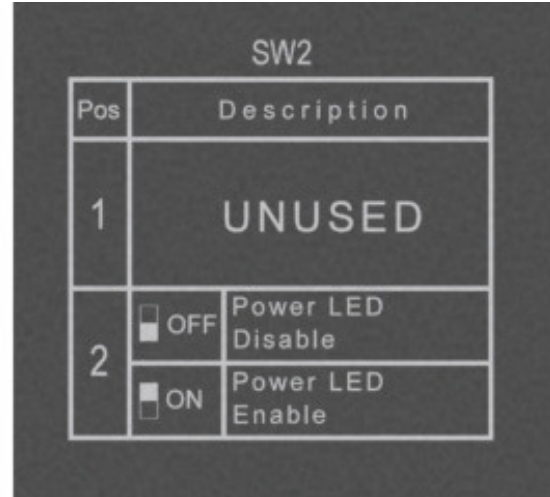 SW2
Pos Description
1 UNUSED
2 OFF Power LED
Disable
ON Power LED
Enable